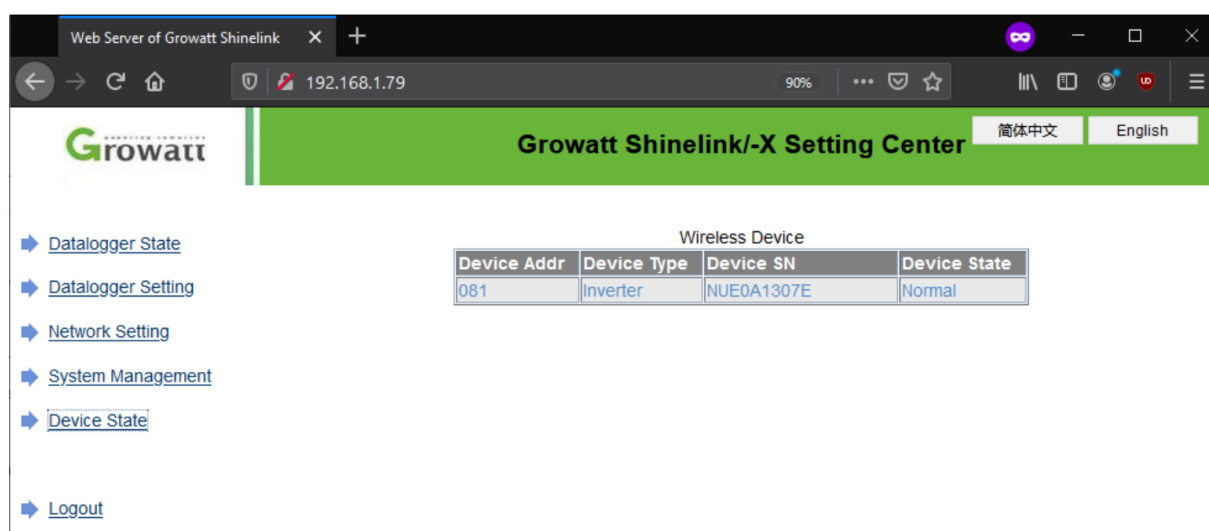 Web Server of Growatt Shinelink
192.168.1.79
90%
Growatt
Growatt Shinelink/-X Setting Center
简体中文
English
Datalogger State
Datalogger Setting
Network Setting
System Management
Device State
Logout
Wireless Device
Device Addr Device Type Device SN Device State
081 Inverter NUE0A1307E Normal